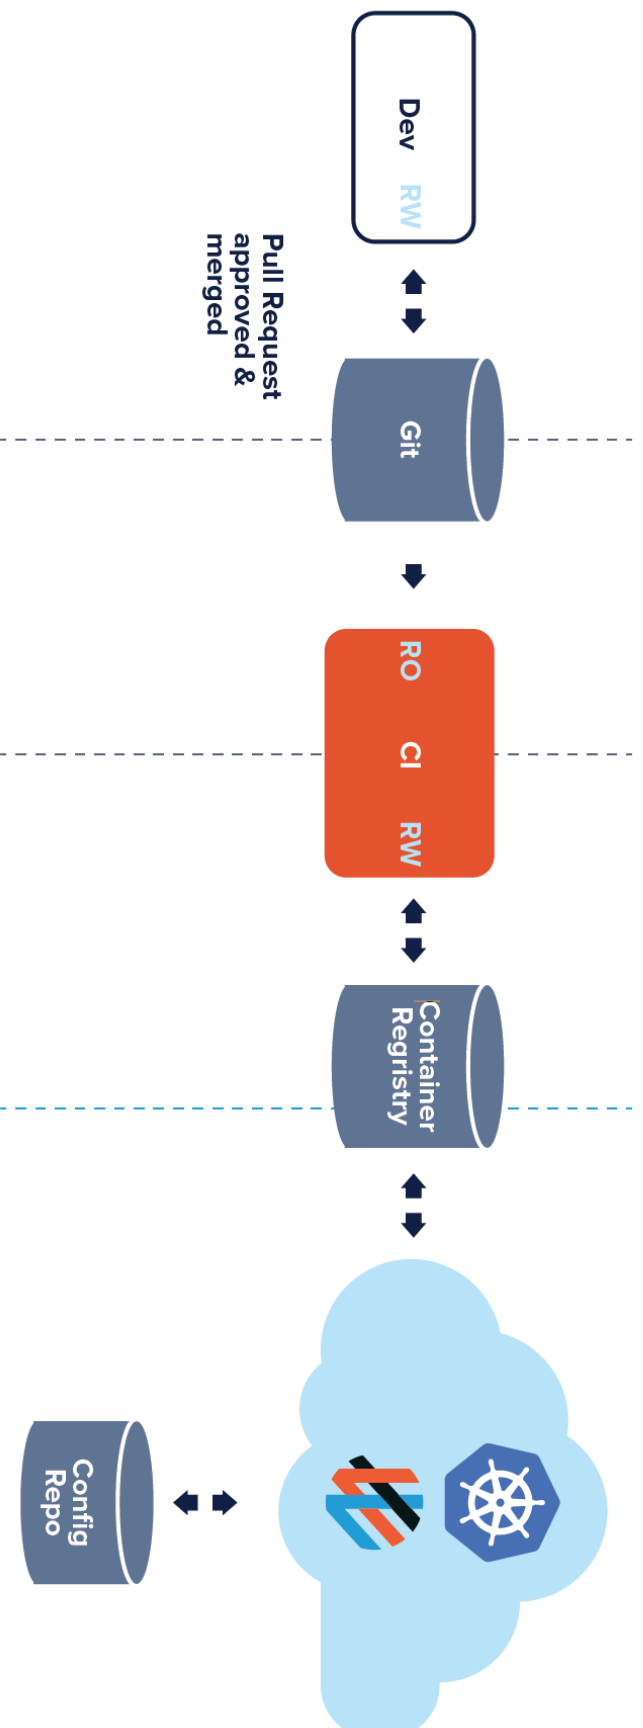 Dev
RW
Pull Request
approved &
merged
Git
RO
CI
RW
Container
Regristry
Config
Repo